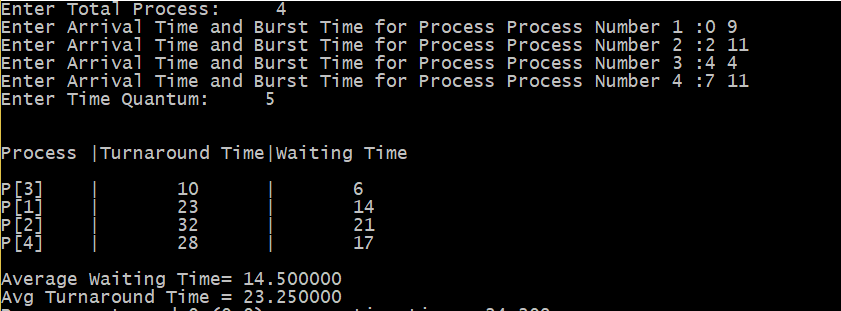 Enter Total Process:      4
Enter Arrival Time and Burst Time for Process Process Number 1 :0 9
Enter Arrival Time and Burst Time for Process Process Number 2 :2 11
Enter Arrival Time and Burst Time for Process Process Number 3 :4 4
Enter Arrival Time and Burst Time for Process Process Number 4 :7 11
Enter Time Quantum:      5
Process |Turnaround Time|Waiting Time
P[3]    |       10      |       6
P[1]    |       23      |       14
P[2]    |       32      |       21
P[4]    |       28      |       17
Average Waiting Time= 14.500000
Avg Turnaround Time = 23.250000